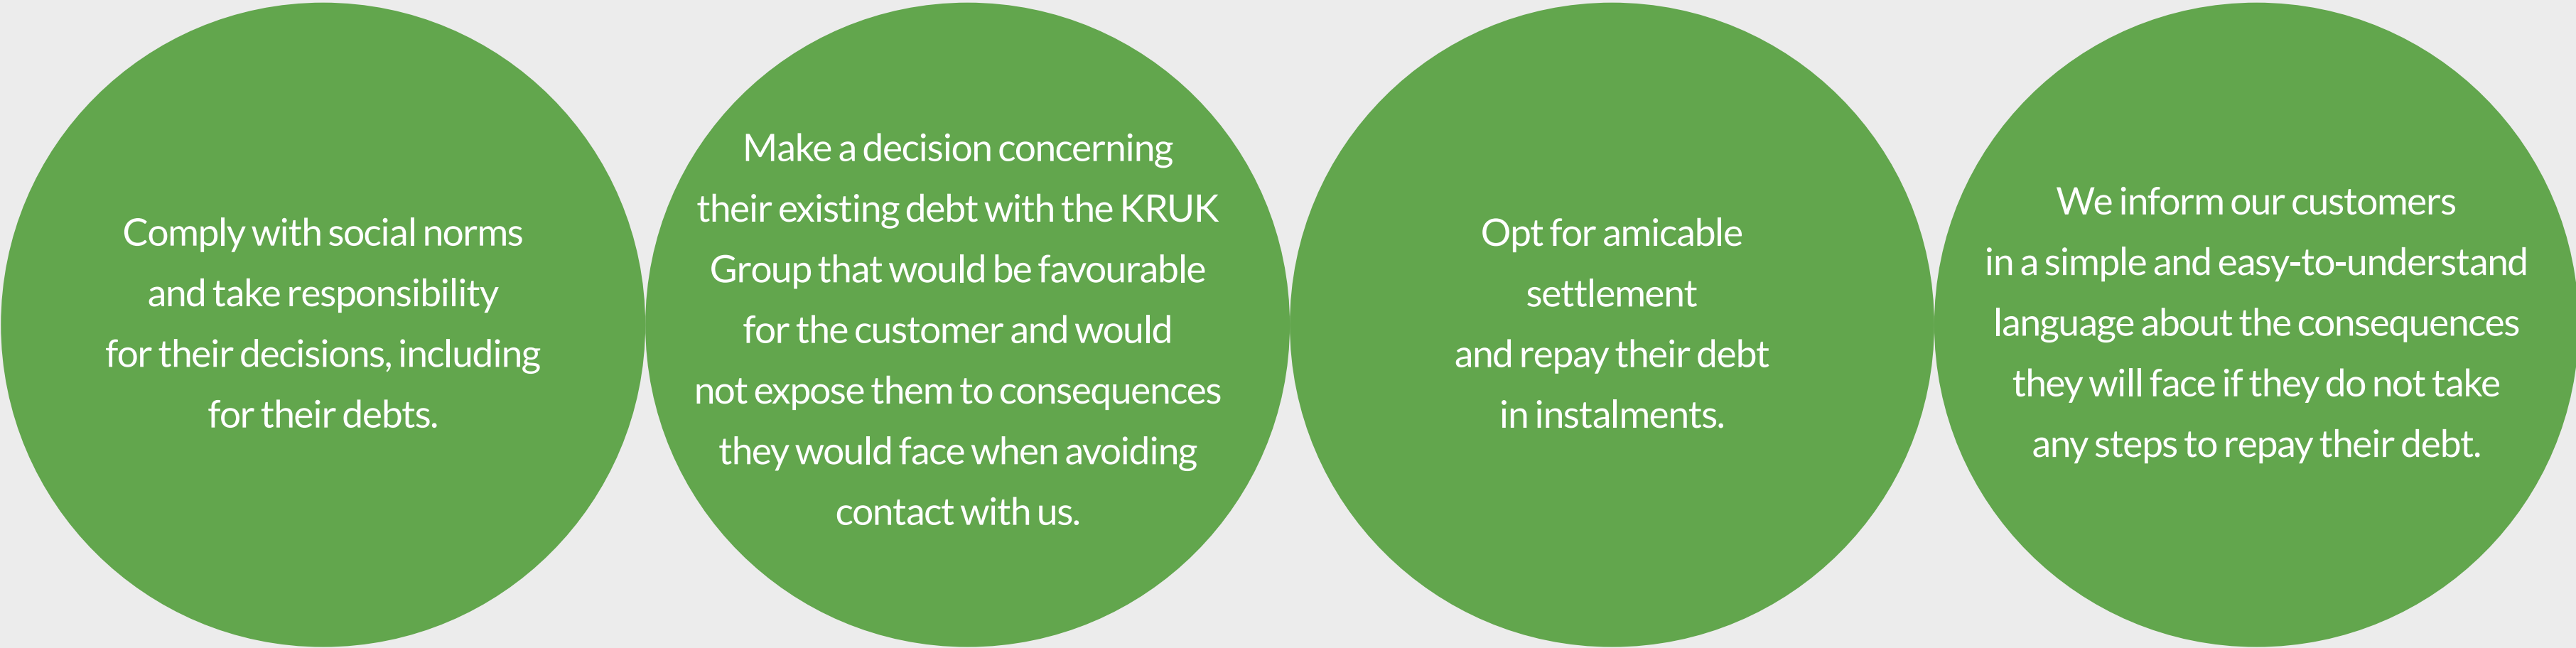 Comply with social norms
and take responsibility
for their decisions, including
for their debts.
Make a decision concerning
their existing debt with the KRUK
Group that would be favourable
for the customer and would
not expose them to consequences
they would face when avoiding
contact with us.
Opt for amicable
settlement
and repay their debt
in instalments.
We inform our customers
in a simple and easy-to-understand
language about the consequences
they will face if they do not take
any steps to repay their debt.